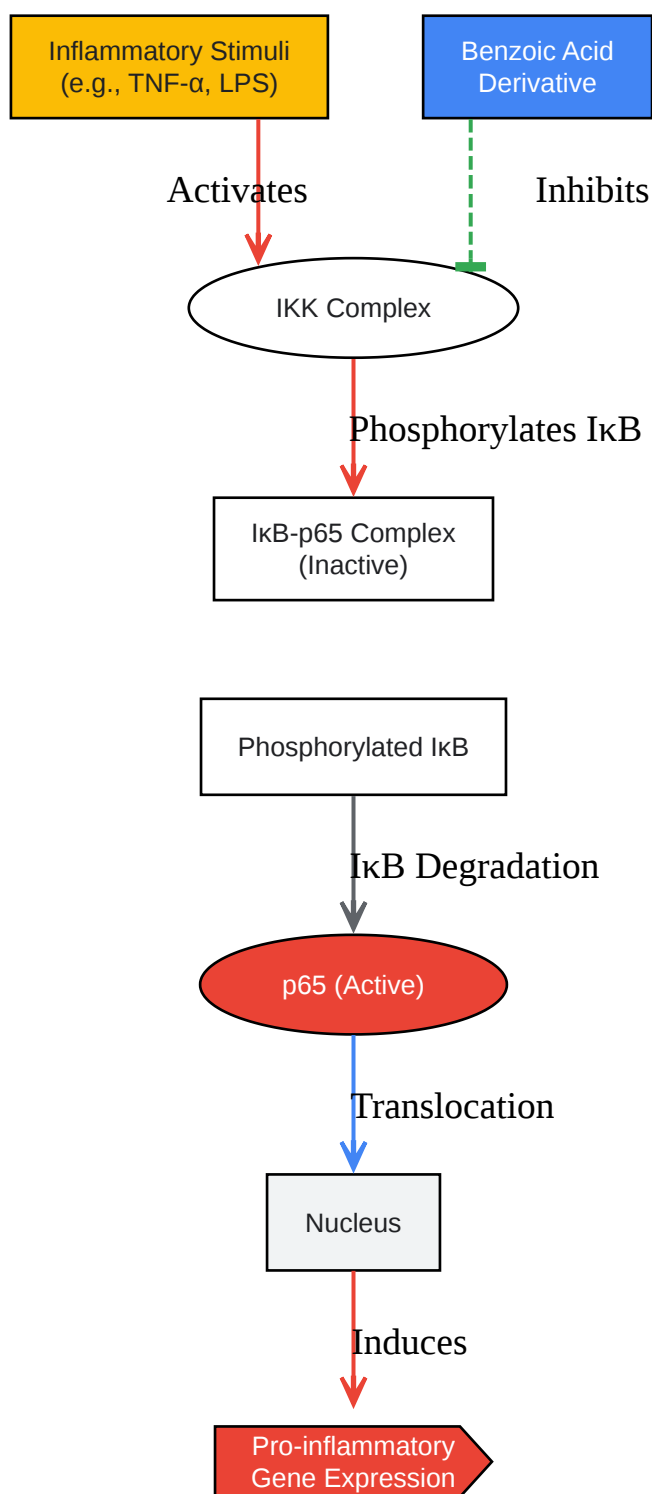 Inflammatory Stimuli
(e.g., TNF-α, LPS)
Benzoic Acid
Derivative
Activates
Inhibits
IKK Complex
Phosphorylates IκB
IκB-p65 Complex
(Inactive)
Phosphorylated IκB
IκB Degradation
p65 (Active)
Translocation
Nucleus
Induces
Pro-inflammatory
Gene Expression